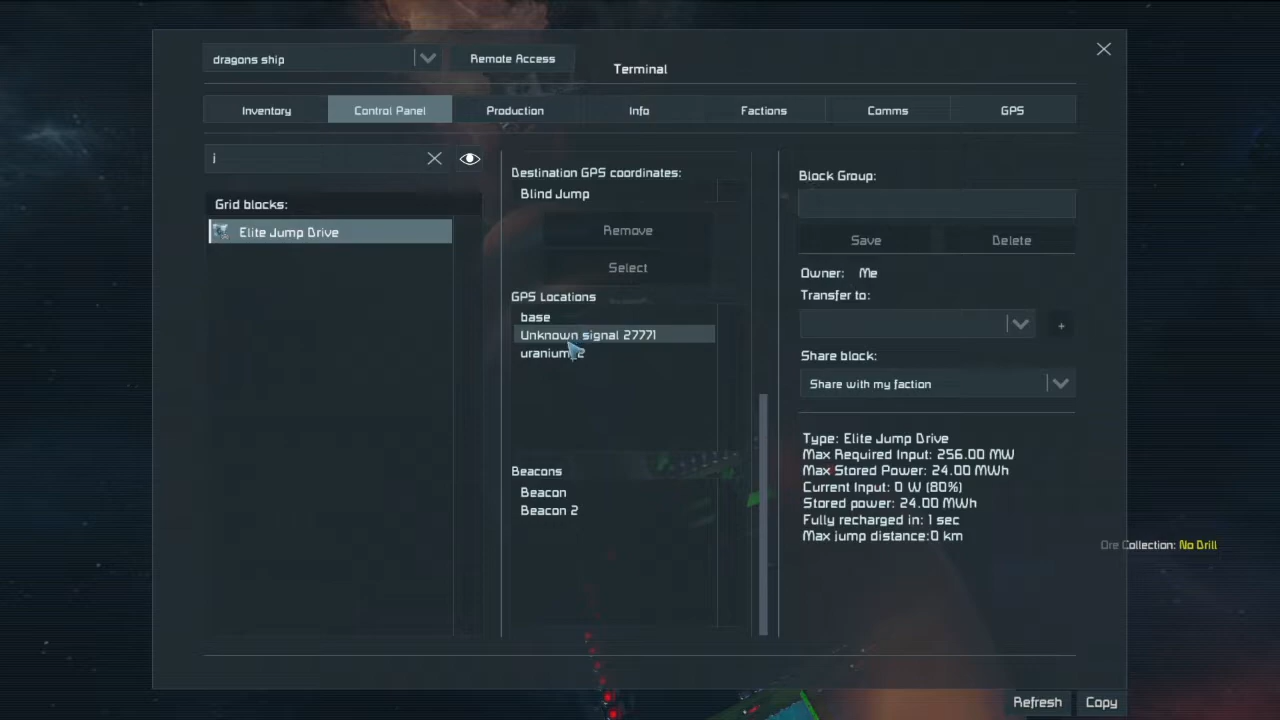 dragons ship
Remote Access
Terminal
Inventory
Control Panel
Production
Info
Factions
Comms
GPS
j
Grid blocks:
Elite Jump Drive
Destination GPS coordinates:
Blind Jump
Remove
Select
GPS Locations
base
Unknown signal 27771
uranium 2
Beacons
Beacon
Beacon 2
Block Group:
Save
Delete
Owner: Me
Transfer to:
+
Share block:
Share with my faction
Type: Elite Jump Drive
Max Required Input: 256.00 MW
Max Stored Power: 24.00 MWh
Current Input: 0 W (80%)
Stored power: 24.00 MWh
Fully recharged in: 1 sec
Max jump distance:0 km
Ore Collection: No Drill
Refresh
Copy